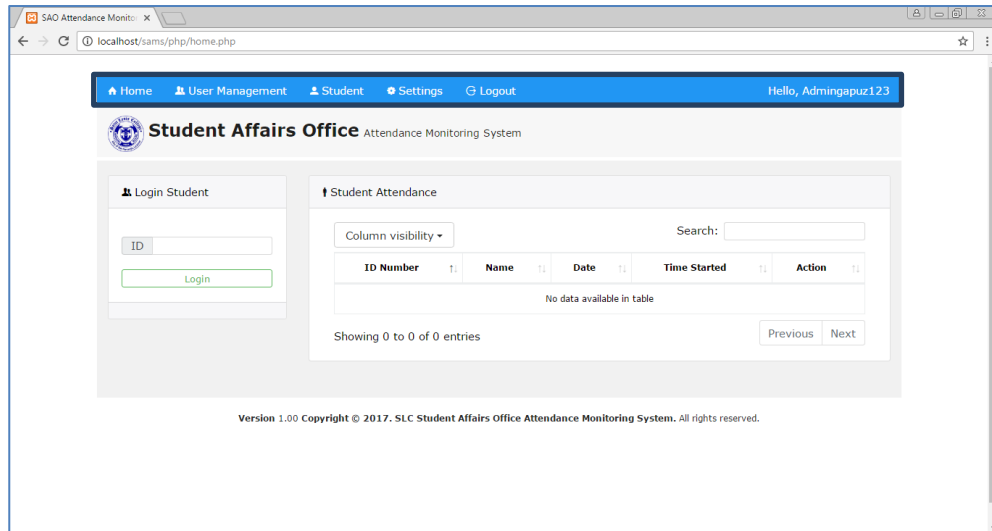 SAO Attendance Monito
localhost/sams/php/home.php
Home User Management Student Settings Logout Hello, Admingapuz123
Student Affairs Office Attendance Monitoring System
Login Student
ID
Login
Student Attendance
Column visibility
Search:
ID Number Name Date Time Started Action
No data available in table
Showing 0 to 0 of 0 entries
Previous Next
Version 1.00 Copyright © 2017. SLC Student Affairs Office Attendance Monitoring System. All rights reserved.